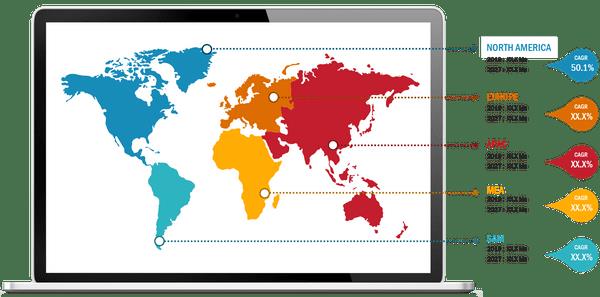 NORTH AMERICA
2019 : XX.X Mn
2027 : XX.X Mn
CAGR
50.1%
EUROPE
2019 : XX.X Mn
2027 : XX.X Mn
CAGR
XX.X%
APAC
2019 : XX.X Mn
2027 : XX.X Mn
CAGR
XX.X%
MEA
2019 : XX.X Mn
2027 : XX.X Mn
CAGR
XX.X%
SAM
2019 : XX.X Mn
2027 : XX.X Mn
CAGR
XX.X%